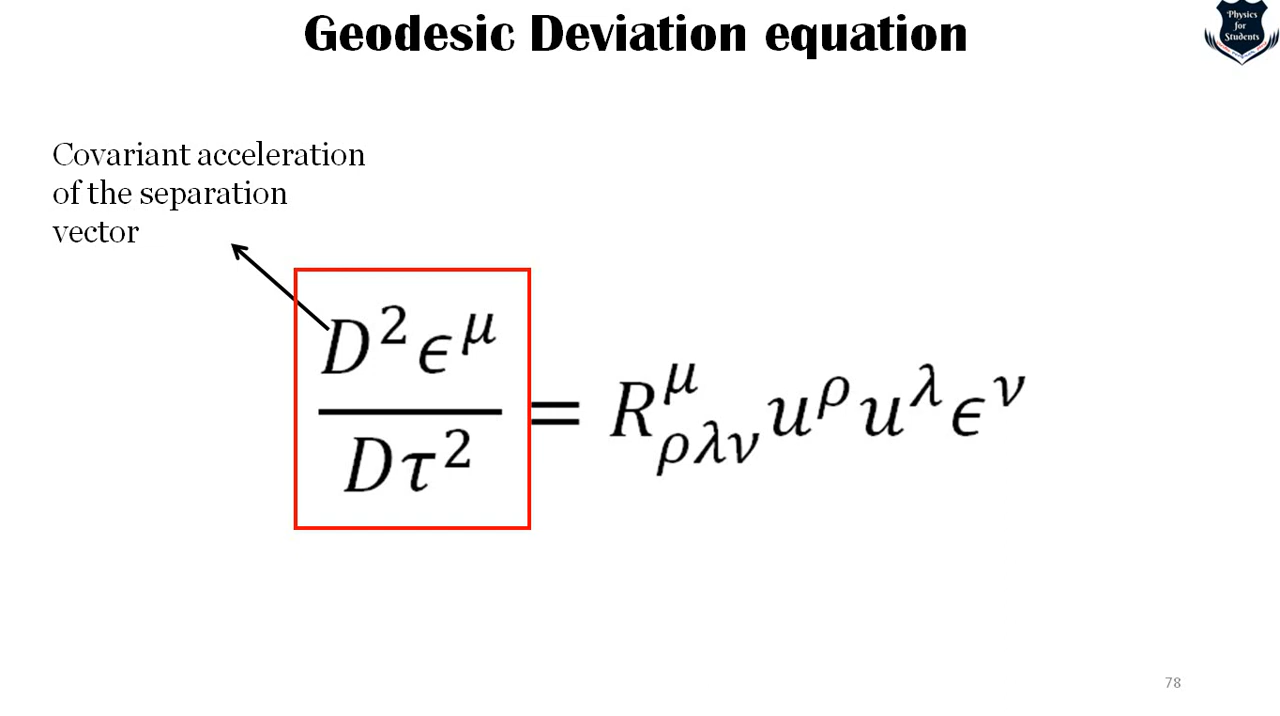 Geodesic Deviation equation
Physics
for
Students
Covariant acceleration
of the separation
vector
D²ϵ^μ
Dτ²
= R^μ_ρλν u^ρ u^λ ϵ^ν
78